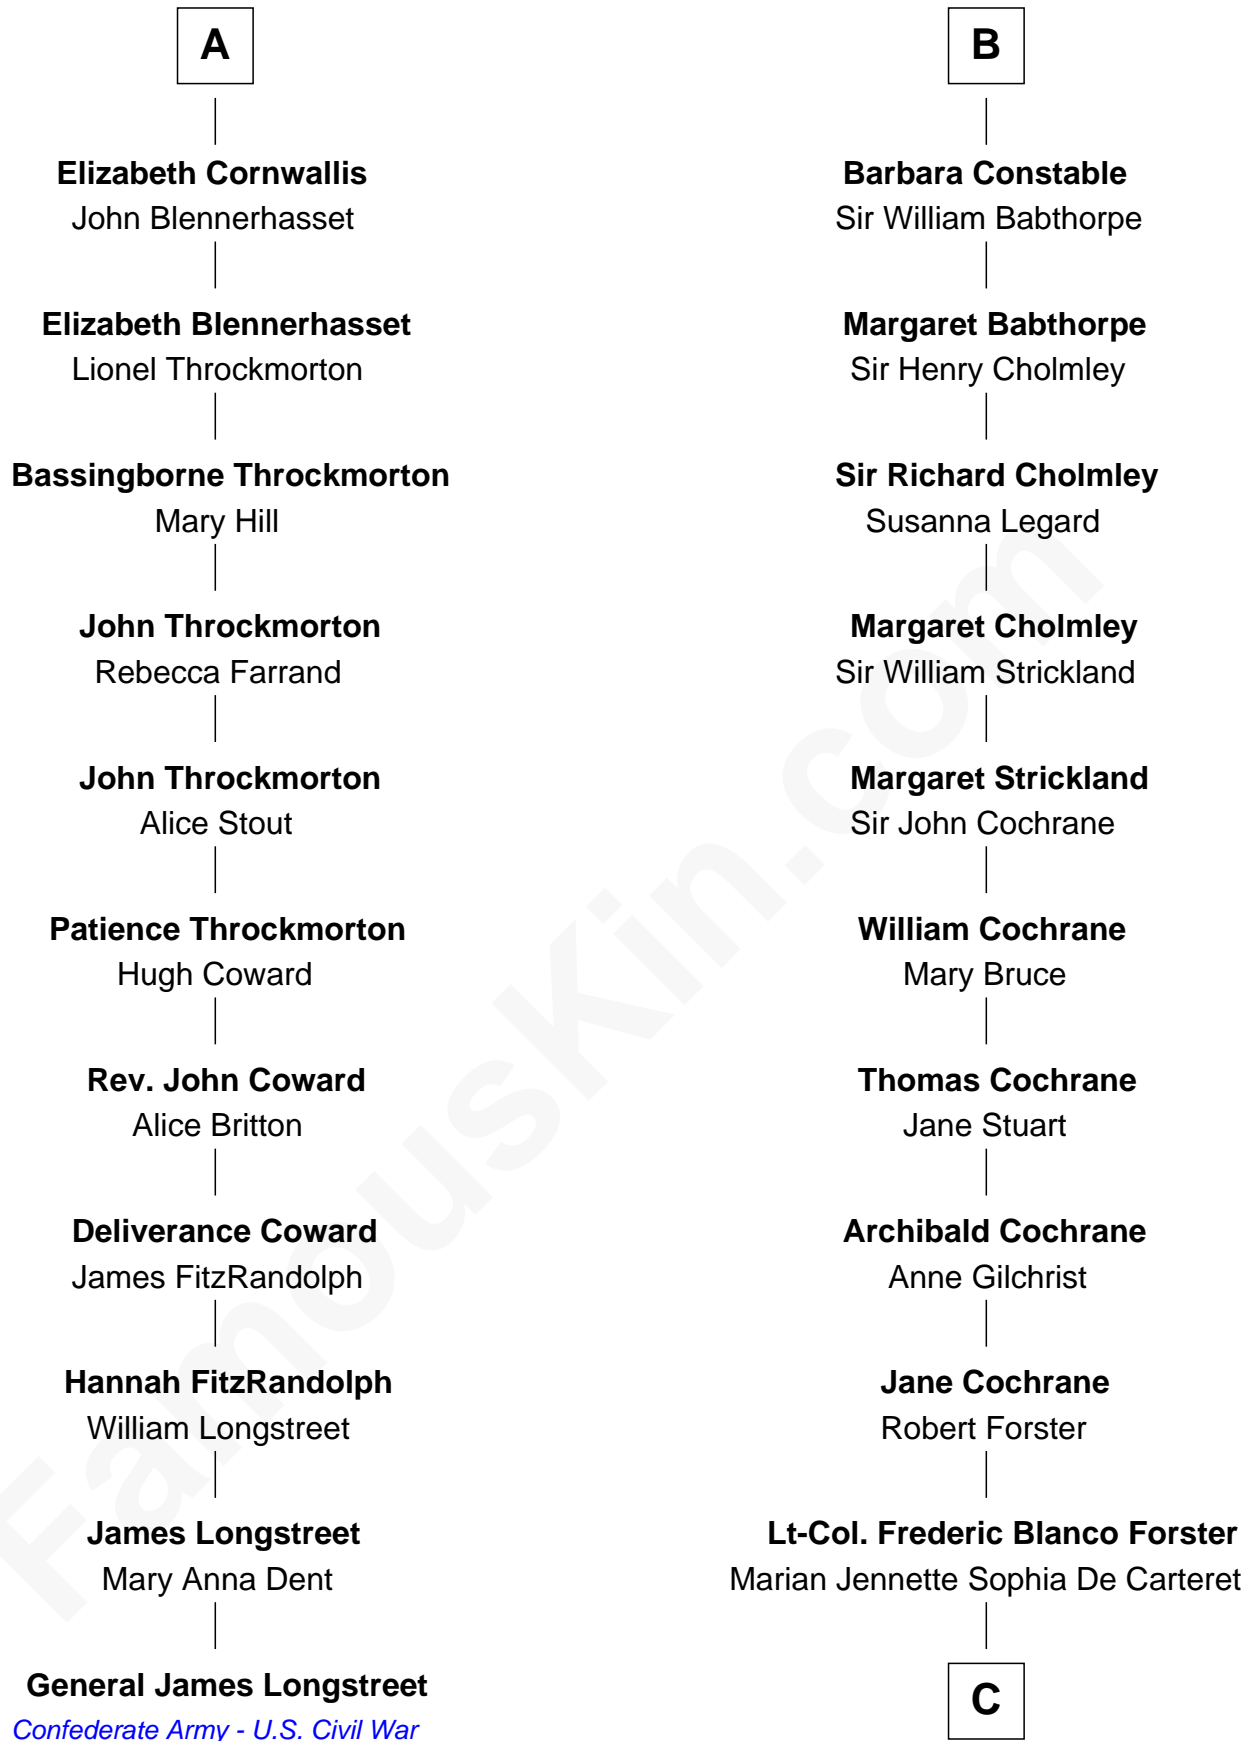 A
Elizabeth Cornwallis
John Blennerhasset
Elizabeth Blennerhasset
Lionel Throckmorton
Bassingborne Throckmorton
Mary Hill
John Throckmorton
Rebecca Farrand
John Throckmorton
Alice Stout
Patience Throckmorton
Hugh Coward
Rev. John Coward
Alice Britton
Deliverance Coward
James FitzRandolph
Hannah FitzRandolph
William Longstreet
James Longstreet
Mary Anna Dent
General James Longstreet
Confederate Army - U.S. Civil War
B
Barbara Constable
Sir William Babthorpe
Margaret Babthorpe
Sir Henry Cholmley
Sir Richard Cholmley
Susanna Legard
Margaret Cholmley
Sir William Strickland
Margaret Strickland
Sir John Cochrane
William Cochrane
Mary Bruce
Thomas Cochrane
Jane Stuart
Archibald Cochrane
Anne Gilchrist
Jane Cochrane
Robert Forster
Lt-Col. Frederic Blanco Forster
Marian Jennette Sophia De Carteret
C
FamousKin.com